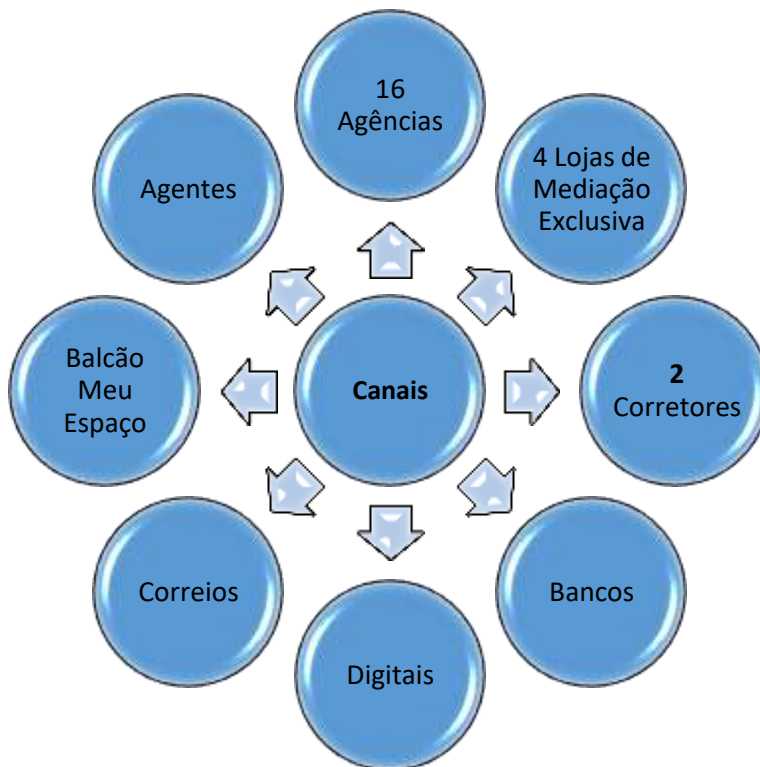 16
Agências
4 Lojas de
Mediação
Exclusiva
Agentes
Balcão
Meu
Espaço
Canais
2
Corretores
Correios
Bancos
Digitais